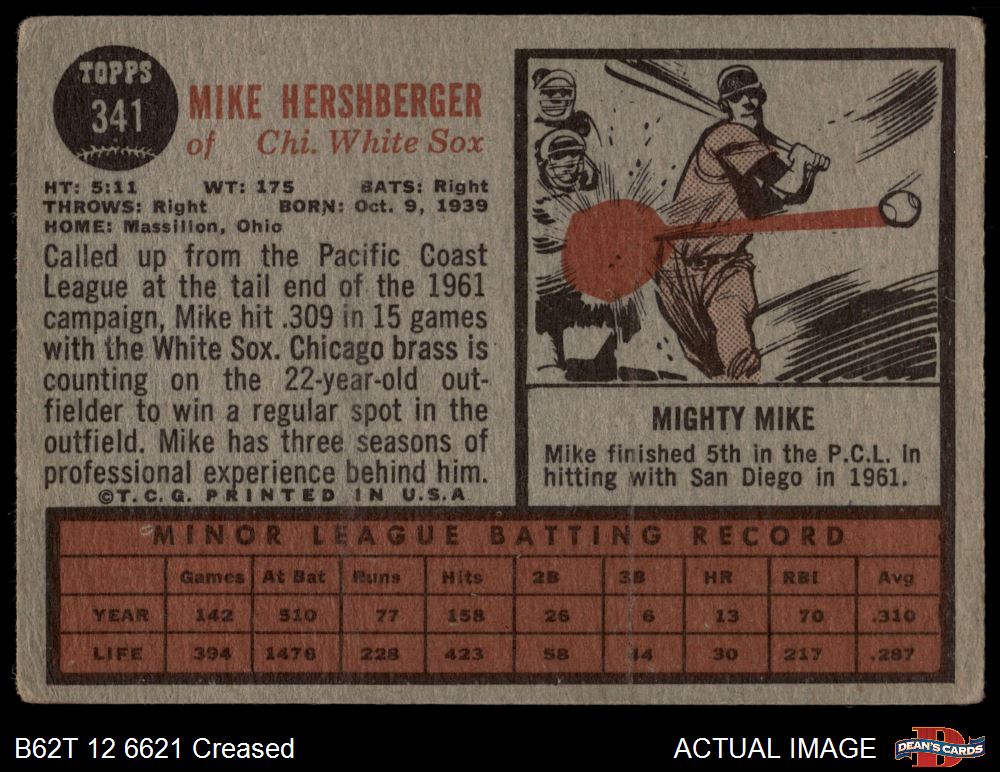 TOPPS
341
MIKE HERSHBERGER
of Chi. White Sox
HT: 5:11 WT: 175 BATS: Right
THROWS: Right BORN: Oct. 9, 1939
HOME: Massillon, Ohio
Called up from the Pacific Coast
League at the tail end of the 1961
campaign, Mike hit .309 in 15 games
with the White Sox. Chicago brass is
counting on the 22-year-old out-
fielder to win a regular spot in the
outfield. Mike has three seasons of
professional experience behind him.
©T.C.G. PRINTED IN U.S.A
MIGHTY MIKE
Mike finished 5th in the P.C.L. in
hitting with San Diego in 1961.
MINOR LEAGUE BATTING RECORD
Games At Bat Runs Hits 2B 3B HR RBI Avg
YEAR 142 510 77 158 26 6 13 70 .310
LIFE 394 1476 228 423 58 44 30 217 .287
B62T 12 6621 Creased
ACTUAL IMAGE
DEAN'S CARDS